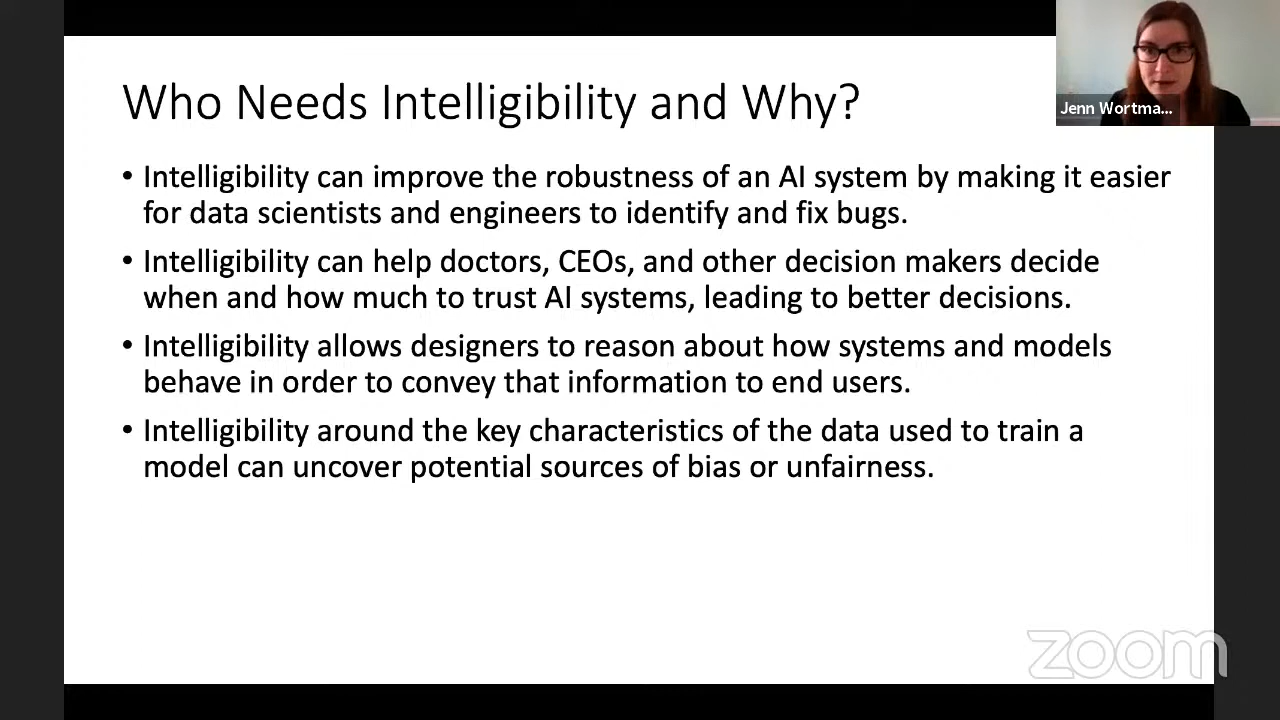 Who Needs Intelligibility and Why?
Jenn Wortma...
• Intelligibility can improve the robustness of an AI system by making it easier
for data scientists and engineers to identify and fix bugs.
• Intelligibility can help doctors, CEOs, and other decision makers decide
when and how much to trust AI systems, leading to better decisions.
• Intelligibility allows designers to reason about how systems and models
behave in order to convey that information to end users.
• Intelligibility around the key characteristics of the data used to train a
model can uncover potential sources of bias or unfairness.
zoom